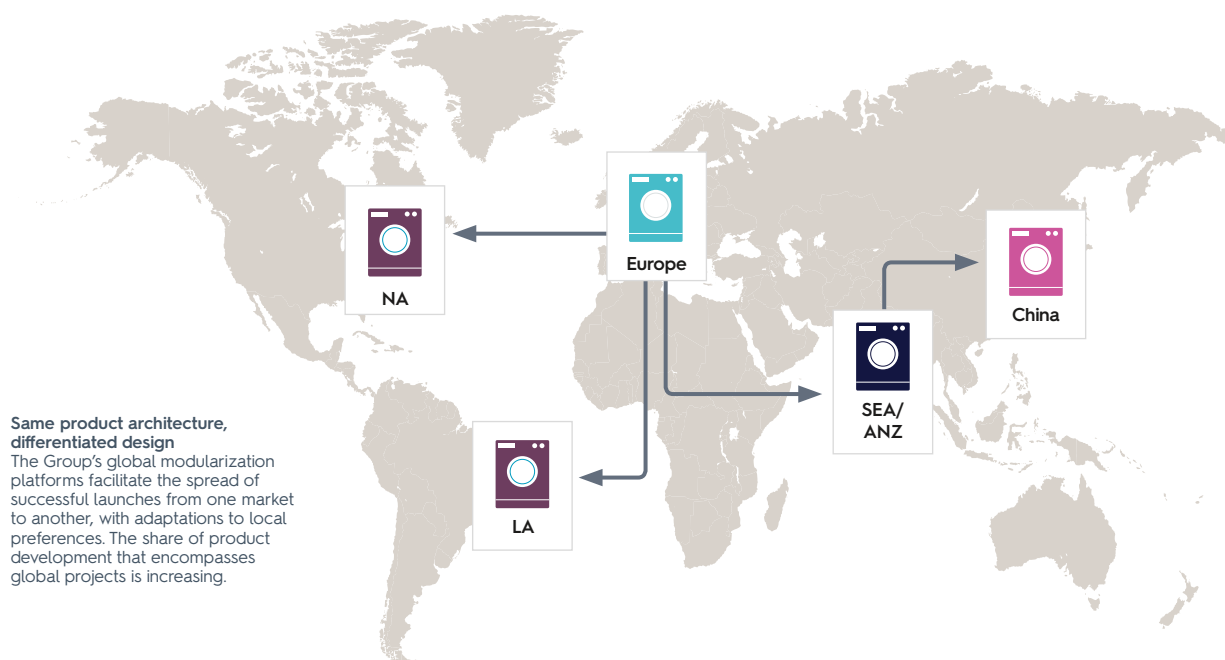 Europe
NA
China
SEA/
ANZ
LA
Same product architecture,
differentiated design
The Group's global modularization
platforms facilitate the spread of
successful launches from one market
to another, with adaptations to local
preferences. The share of product
development that encompasses
global projects is increasing.